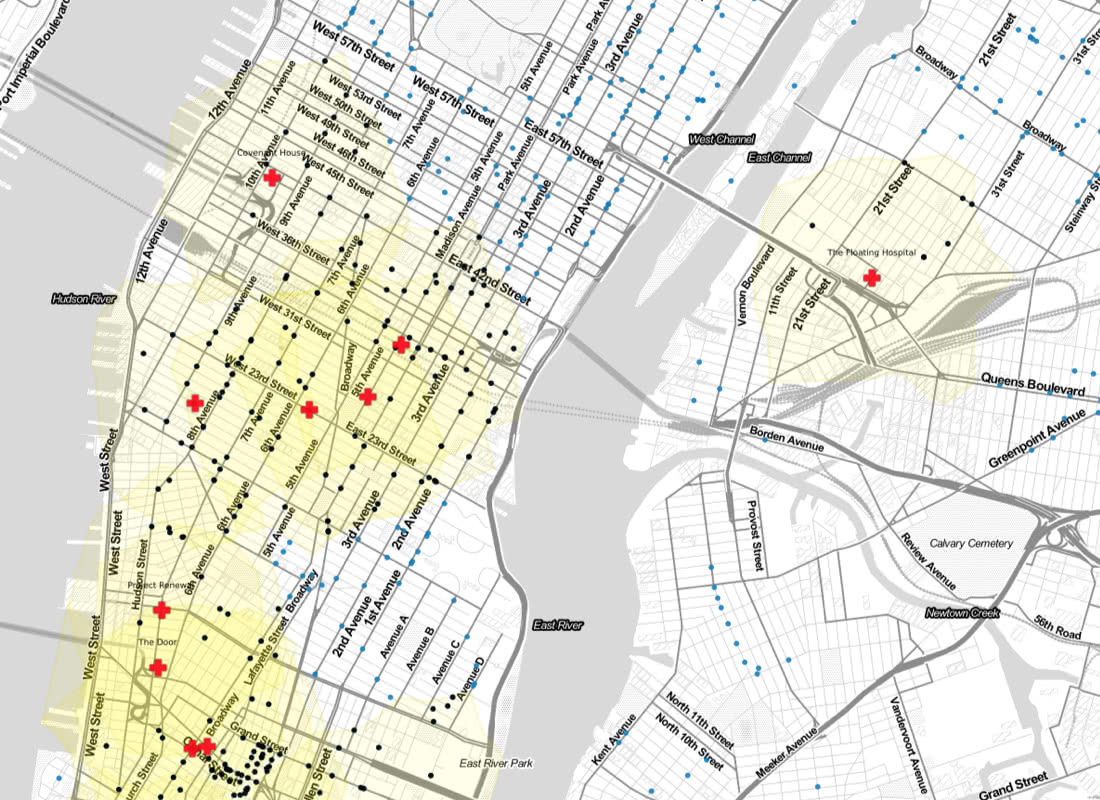 Port Imperial Boulevard
West 57th Street
Park Av
Park Avenue
3rd Avenue
5th Avenue
21st Street
31st
Broadway
12th Avenue
11th Avenue
West 53rd Street
West 57th Street
West 50th Street
West 49th Street
7th Avenue
East 57th Street
West Channel
Broadway
Covenant House
West 46th Street
West 45th Street
10th Avenue
6th Avenue
5th Avenue
Park Avenue
East Channel
31st Street
21st Street
Steinway St
9th Avenue
Madison Avenue
3rd Avenue
2nd Avenue
12th Avenue
West 36th Street
7th Avenue
East 42nd Street
The Floating Hospital
Vernon Boulevard
11th Street
21st Street
Hudson River
9th Avenue
6th Avenue
West 31st Street
Broadway
5th Avenue
West 23rd Street
3rd Avenue
Queens Boulevard
8th Avenue
7th Avenue
6th Avenue
East 23rd Street
Borden Avenue
Greenpoint Avenue
West Street
5th Avenue
6th Avenue
3rd Avenue
2nd Avenue
Provost Street
West Street
5th Avenue
Review Avenue
Calvary Cemetery
Hudson Street
6th Avenue
Project Renew
Broadway
1st Avenue
2nd Avenue
Avenue A
Avenue B
Avenue C
Avenue D
East River
Newtown Creek
56th Road
The Door
West Street
Lafayette Street
West Street
Broadway
Grand Street
Canal Street
East River Park
North 11th Street
North 10th Street
Kent Avenue
Meeker Avenue
Vandervoort Avenue
Grand Street
urch Street
llen Street